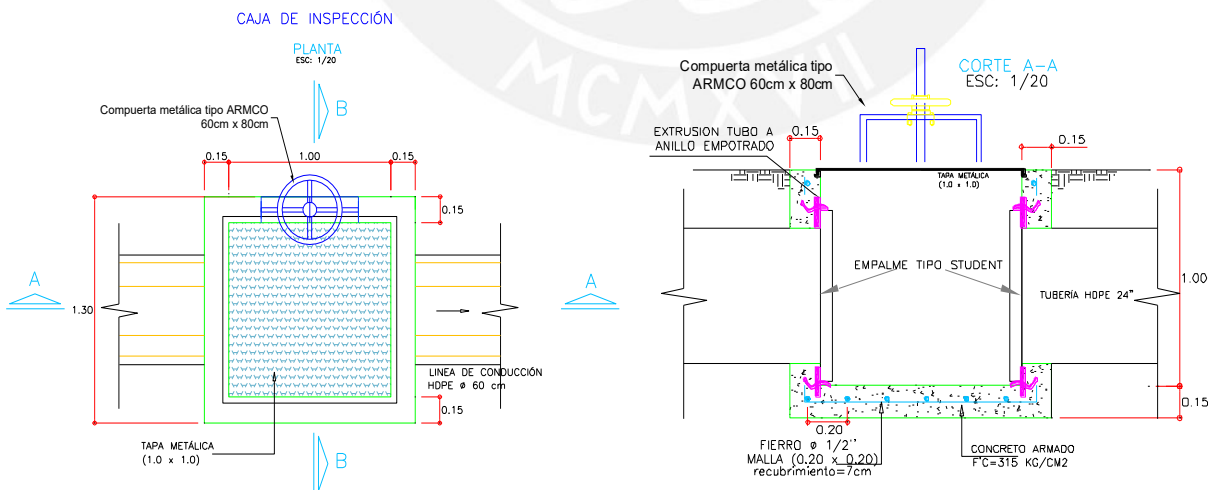 CAJA DE INSPECCIÓN
PLANTA
ESC: 1/20
B
Compuerta metálica tipo ARMCO
60cm x 80cm
0.15
1.00
0.15
0.15
A
1.30
A
LINEA DE CONDUCCIÓN
HDPE ø 60 cm
0.15
TAPA METÁLICA
(1.0 x 1.0)
B
MCMXVII
Compuerta metálica tipo
ARMCO 60cm x 80cm
CORTE A-A
ESC: 1/20
EXTRUSION TUBO A
ANILLO EMPOTRADO
0.15
0.15
TAPA METÁLICA
(1.0 x 1.0)
EMPALME TIPO STUDENT
TUBERÍA HDPE 24"
1.00
0.15
0.20
FIERRO ø 1/2''
MALLA (0.20 x 0.20)
recubrimiento=7cm
CONCRETO ARMADO
F'C=315 KG/CM2